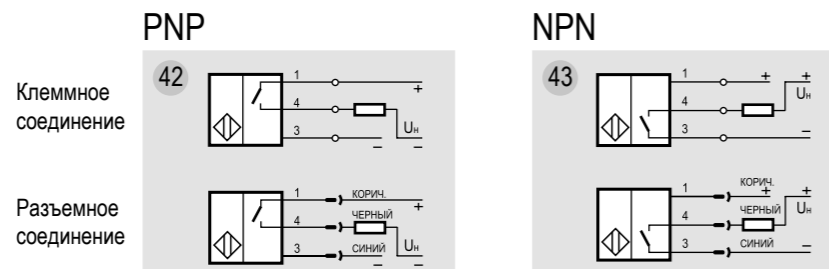 PNP
NPN
Клеммное
соединение
42
1
+
4
3
Uн
–
–
43
1
+
+
Uн
4
3
–
Разъемное
соединение
1
КОРИЧ.
+
4
ЧЕРНЫЙ
3
СИНИЙ
Uн
–
–
1
КОРИЧ.
+
+
4
ЧЕРНЫЙ
Uн
3
СИНИЙ
–